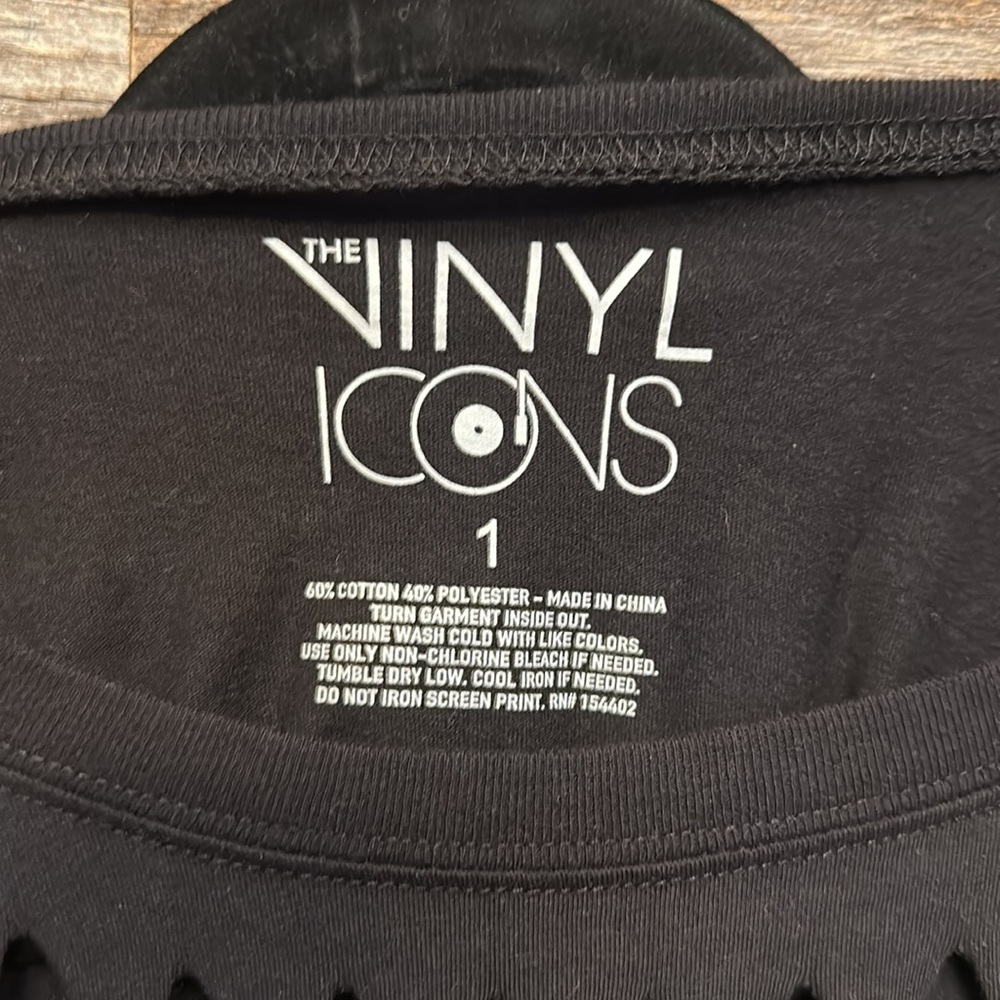 THE VINYL
ICONS
1
60% COTTON 40% POLYESTER - MADE IN CHINA
TURN GARMENT INSIDE OUT.
MACHINE WASH COLD WITH LIKE COLORS.
USE ONLY NON-CHLORINE BLEACH IF NEEDED.
TUMBLE DRY LOW. COOL IRON IF NEEDED.
DO NOT IRON SCREEN PRINT. RN# 154402